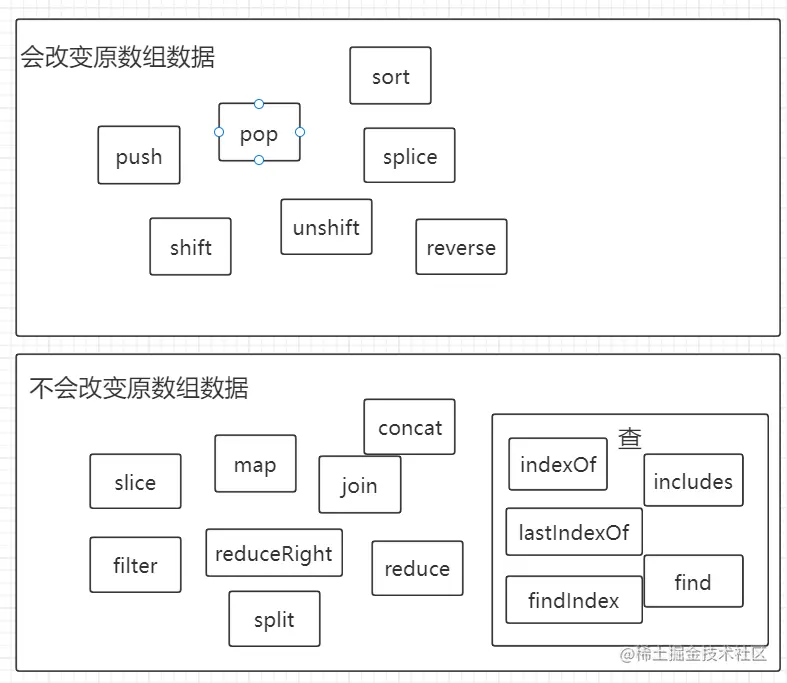 会改变原数组数据
sort
pop
push
splice
unshift
shift
reverse
不会改变原数组数据
concat
查
map
indexOf
slice
join
includes
lastIndexOf
reduceRight
filter
reduce
find
findIndex
split
@稀土掘金技术社区